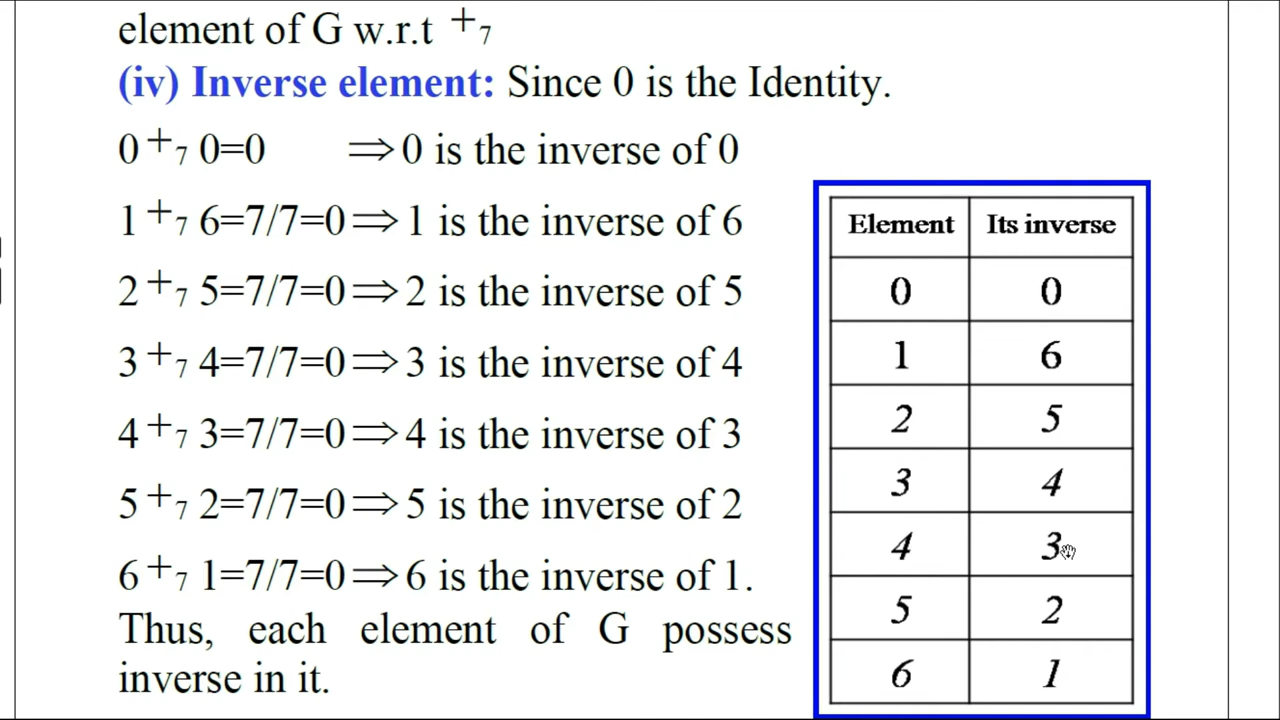 element of G w.r.t +₇
(iv) Inverse element: Since 0 is the Identity.
0 +₇ 0=0 ⇒ 0 is the inverse of 0
1 +₇ 6=7/7=0⇒ 1 is the inverse of 6
2 +₇ 5=7/7=0⇒ 2 is the inverse of 5
3 +₇ 4=7/7=0⇒ 3 is the inverse of 4
4 +₇ 3=7/7=0⇒ 4 is the inverse of 3
5 +₇ 2=7/7=0⇒ 5 is the inverse of 2
6 +₇ 1=7/7=0⇒ 6 is the inverse of 1.
Thus, each element of G possess
inverse in it.
Element Its inverse
0 0
1 6
2 5
3 4
4 3
5 2
6 1